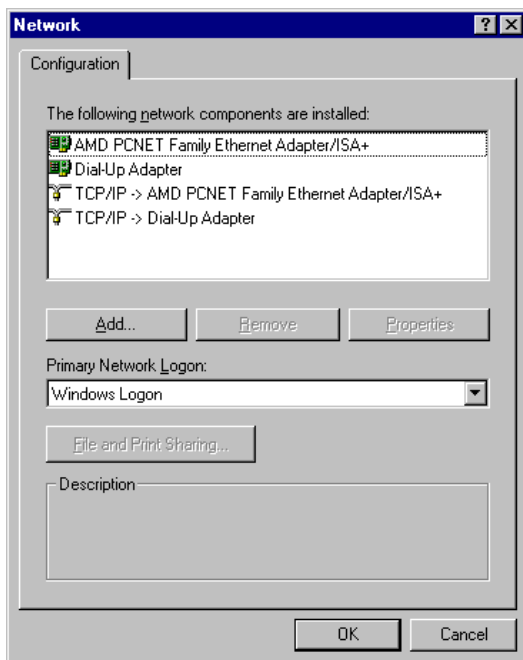 Network
Configuration
The following network components are installed:
AMD PCNET Family Ethernet Adapter/ISA+
Dial-Up Adapter
TCP/IP -> AMD PCNET Family Ethernet Adapter/ISA+
TCP/IP -> Dial-Up Adapter
Add... Remove Properties
Primary Network Logon:
Windows Logon
File and Print Sharing...
Description
OK Cancel